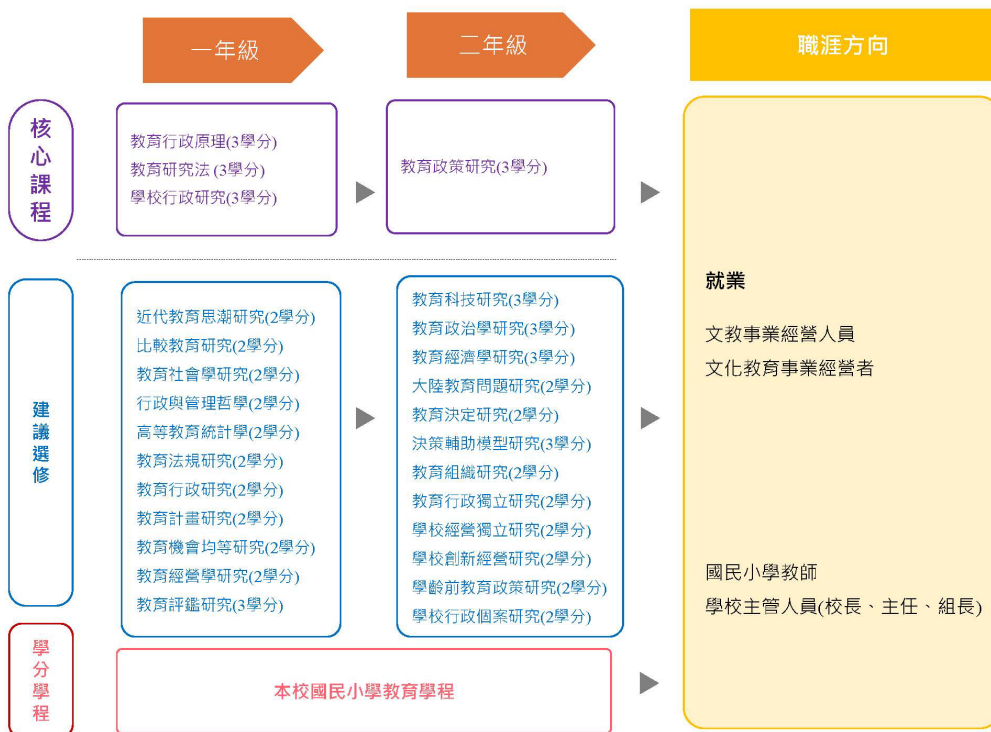 一年級
二年級
職涯方向
核心課程
教育行政原理(3學分)
教育研究法 (3學分)
學校行政研究(3學分)
教育政策研究(3學分)
建議選修
近代教育思潮研究(2學分)
比較教育研究(2學分)
教育社會學研究(2學分)
行政與管理哲學(2學分)
高等教育統計學(2學分)
教育法規研究(2學分)
教育行政研究(2學分)
教育計畫研究(2學分)
教育機會均等研究(2學分)
教育經營學研究(2學分)
教育評鑑研究(3學分)
教育科技研究(3學分)
教育政治學研究(3學分)
教育經濟學研究(3學分)
大陸教育問題研究(2學分)
教育決定研究(2學分)
決策輔助模型研究(3學分)
教育組織研究(2學分)
教育行政獨立研究(2學分)
學校經營獨立研究(2學分)
學校創新經營研究(2學分)
學齡前教育政策研究(2學分)
學校行政個案研究(2學分)
學分學程
本校國民小學教育學程
就業
文教事業經營人員
文化教育事業經營者
國民小學教師
學校主管人員(校長、主任、組長)